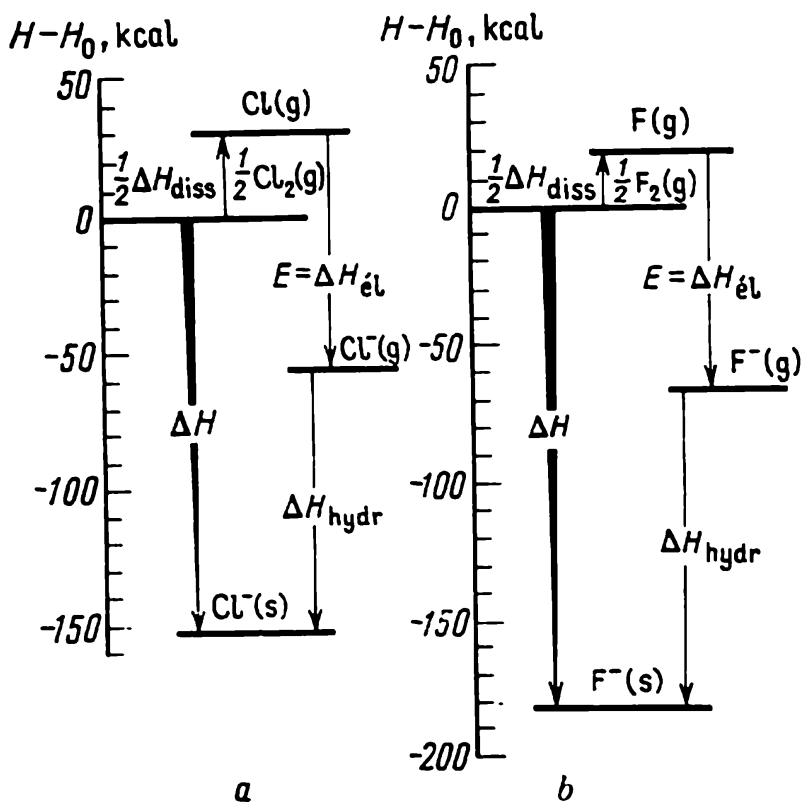 H–H₀, kcal
50
Cl(g)
½ΔH_diss
½Cl₂(g)
0
E=ΔH_él
-50
Cl⁻(g)
ΔH
-100
ΔH_hydr
Cl⁻(s)
-150
a
H–H₀, kcal
50
F(g)
½ΔH_diss
½F₂(g)
0
E=ΔH_él
-50
F⁻(g)
ΔH
-100
ΔH_hydr
-150
F⁻(s)
-200
b